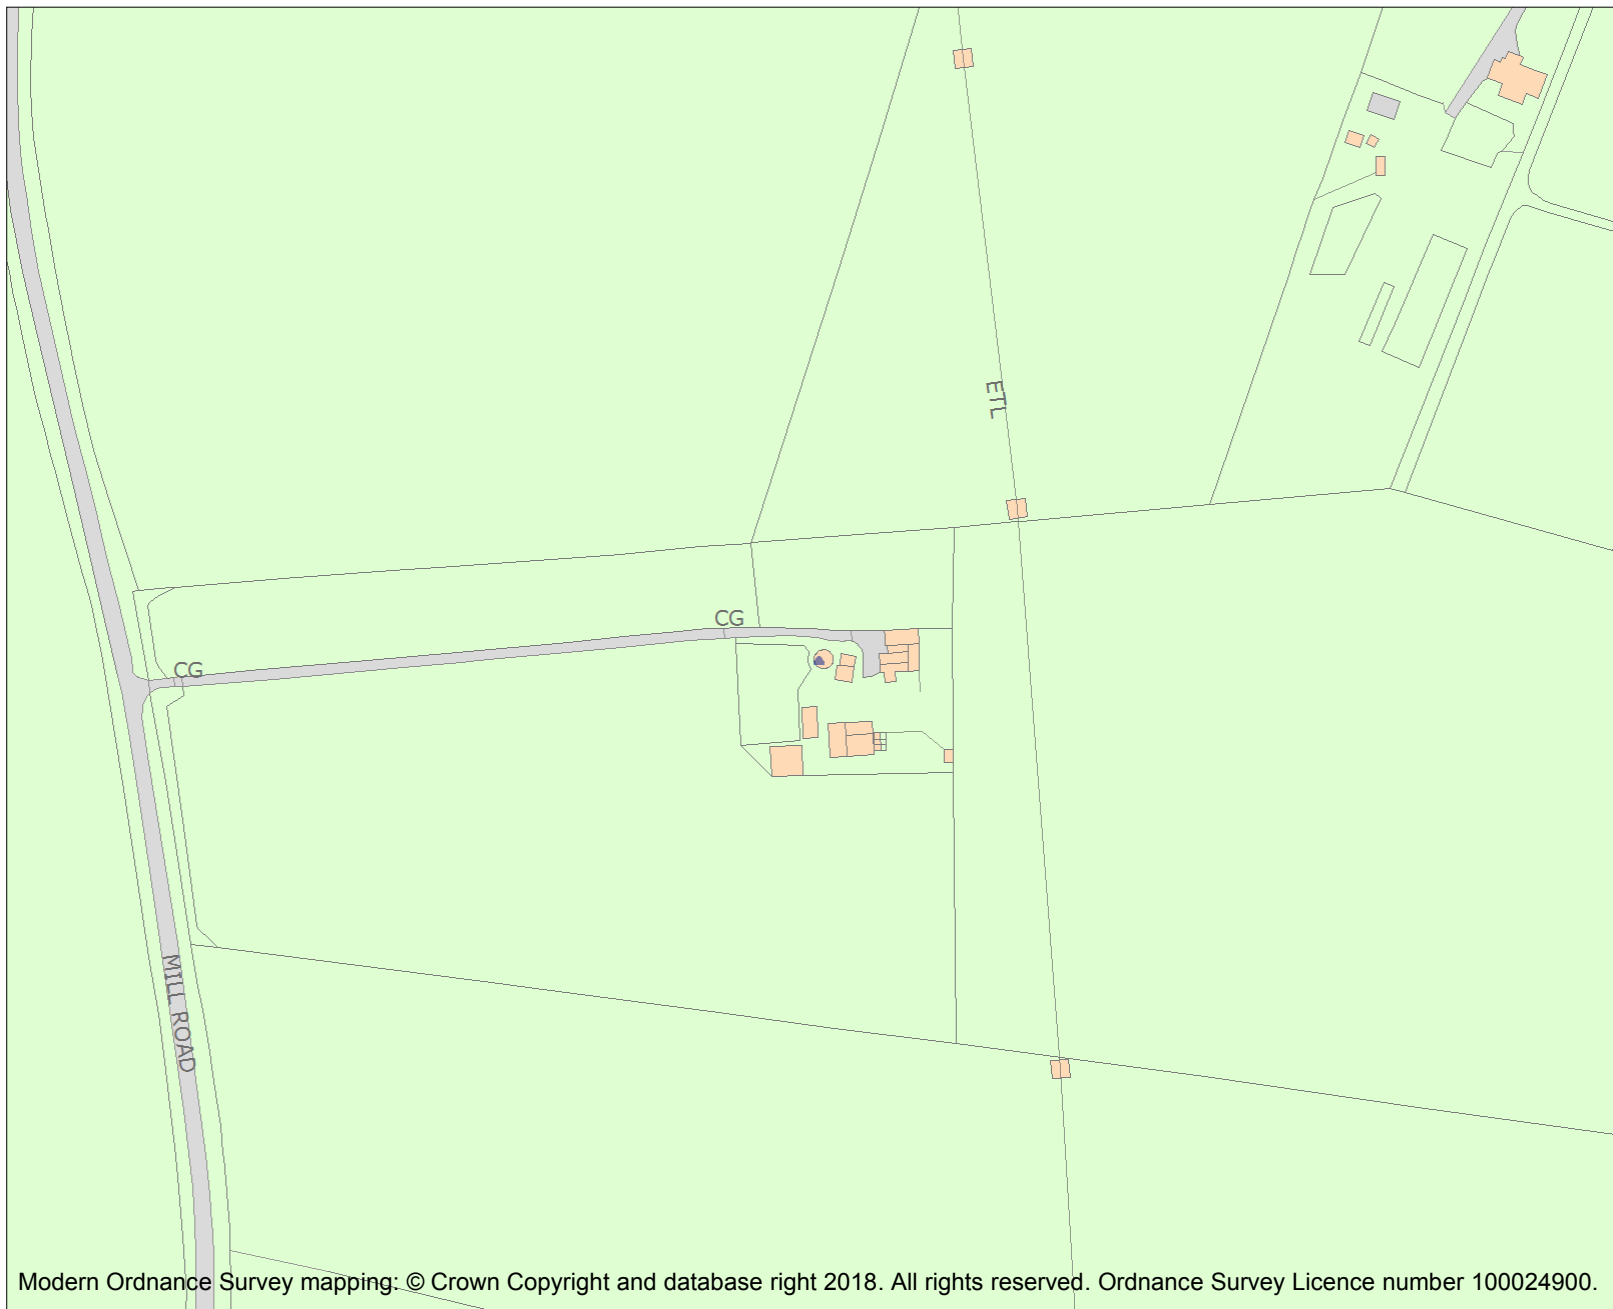 ETL
CG
CG
MILL ROAD
Modern Ordnance Survey mapping: © Crown Copyright and database right 2018. All rights reserved. Ordnance Survey Licence number 100024900.